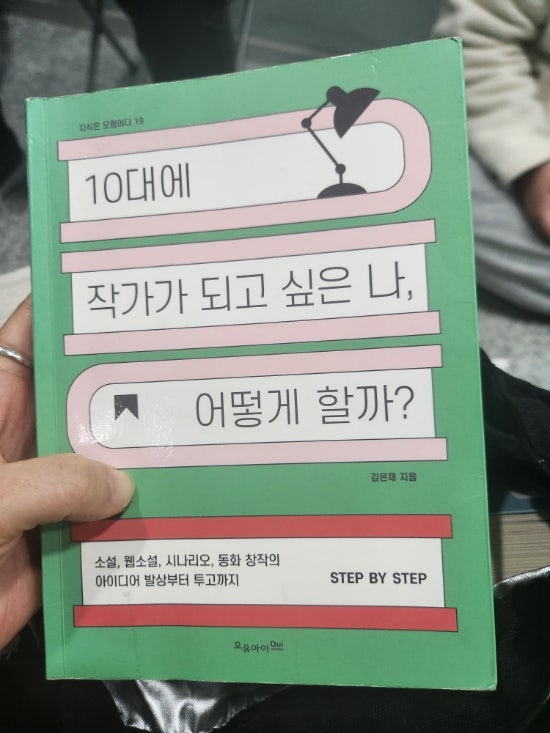 지식은 모험이다 19
10대에
작가가 되고 싶은 나,
어떻게 할까?
김은재 지음
소설, 웹소설, 시나리오, 동화 창작의
아이디어 발상부터 투고까지
STEP BY STEP
오유아이